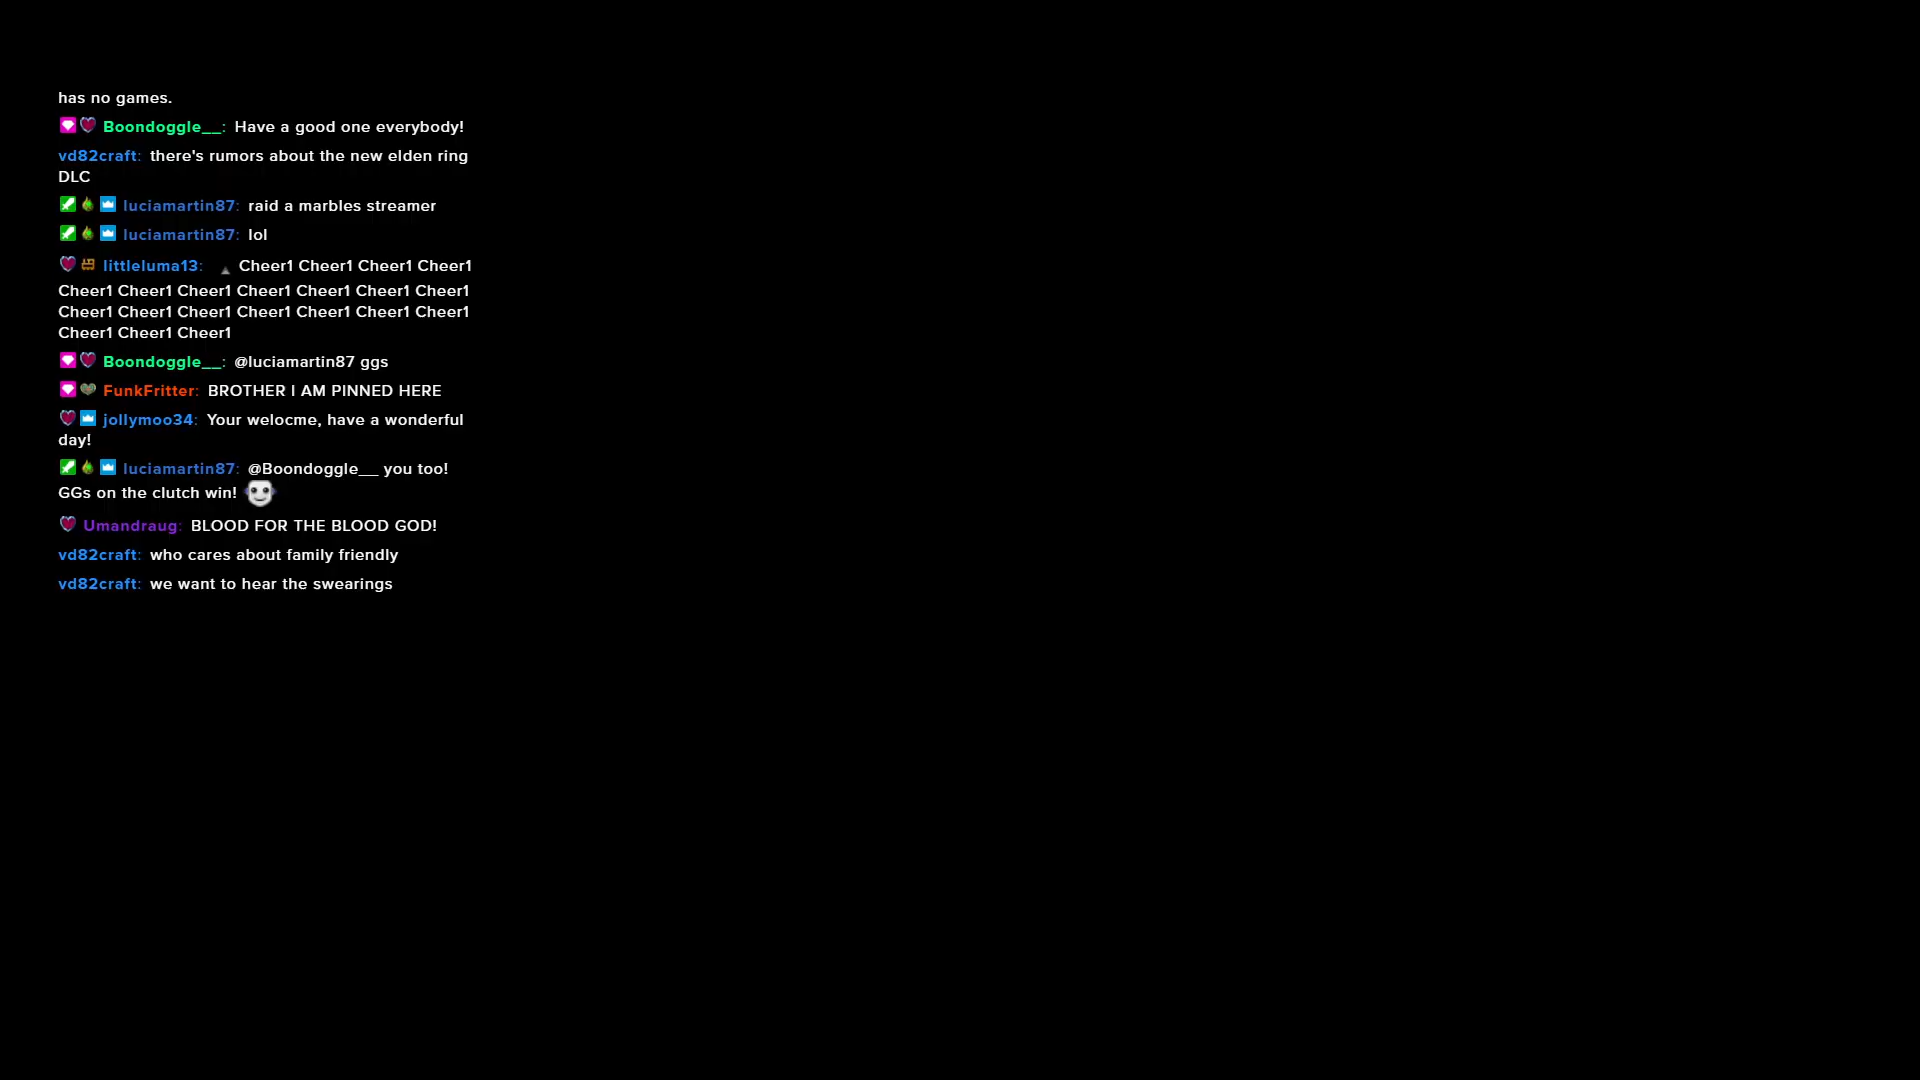 has no games.
Boondoggle__: Have a good one everybody!
vd82craft: there's rumors about the new elden ring
DLC
luciamartin87: raid a marbles streamer
luciamartin87: lol
littleluma13: Cheer1 Cheer1 Cheer1 Cheer1
Cheer1 Cheer1 Cheer1 Cheer1 Cheer1 Cheer1 Cheer1
Cheer1 Cheer1 Cheer1 Cheer1 Cheer1 Cheer1 Cheer1
Cheer1 Cheer1 Cheer1
Boondoggle__: @luciamartin87 ggs
FunkFritter: BROTHER I AM PINNED HERE
jollymoo34: Your welocme, have a wonderful
day!
luciamartin87: @Boondoggle__ you too!
GGs on the clutch win!
Umandraug: BLOOD FOR THE BLOOD GOD!
vd82craft: who cares about family friendly
vd82craft: we want to hear the swearings